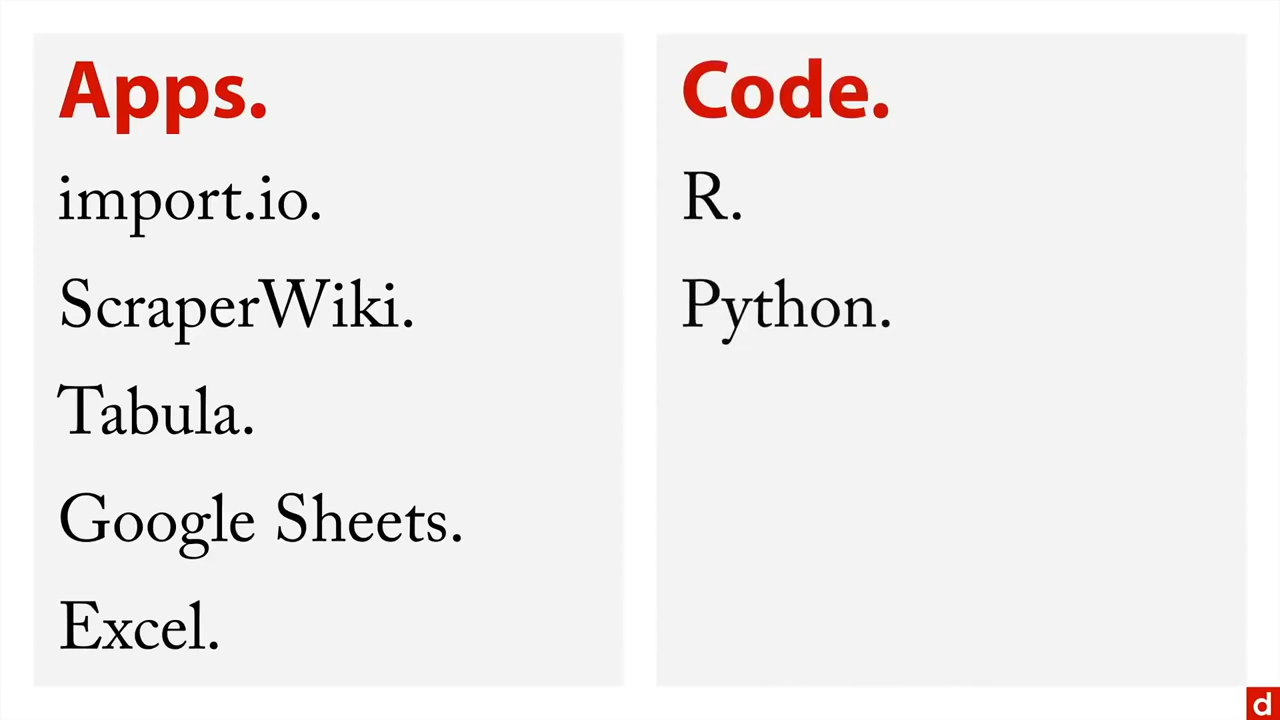 Apps.
import.io.
ScraperWiki.
Tabula.
Google Sheets.
Excel.
Code.
R.
Python.
d